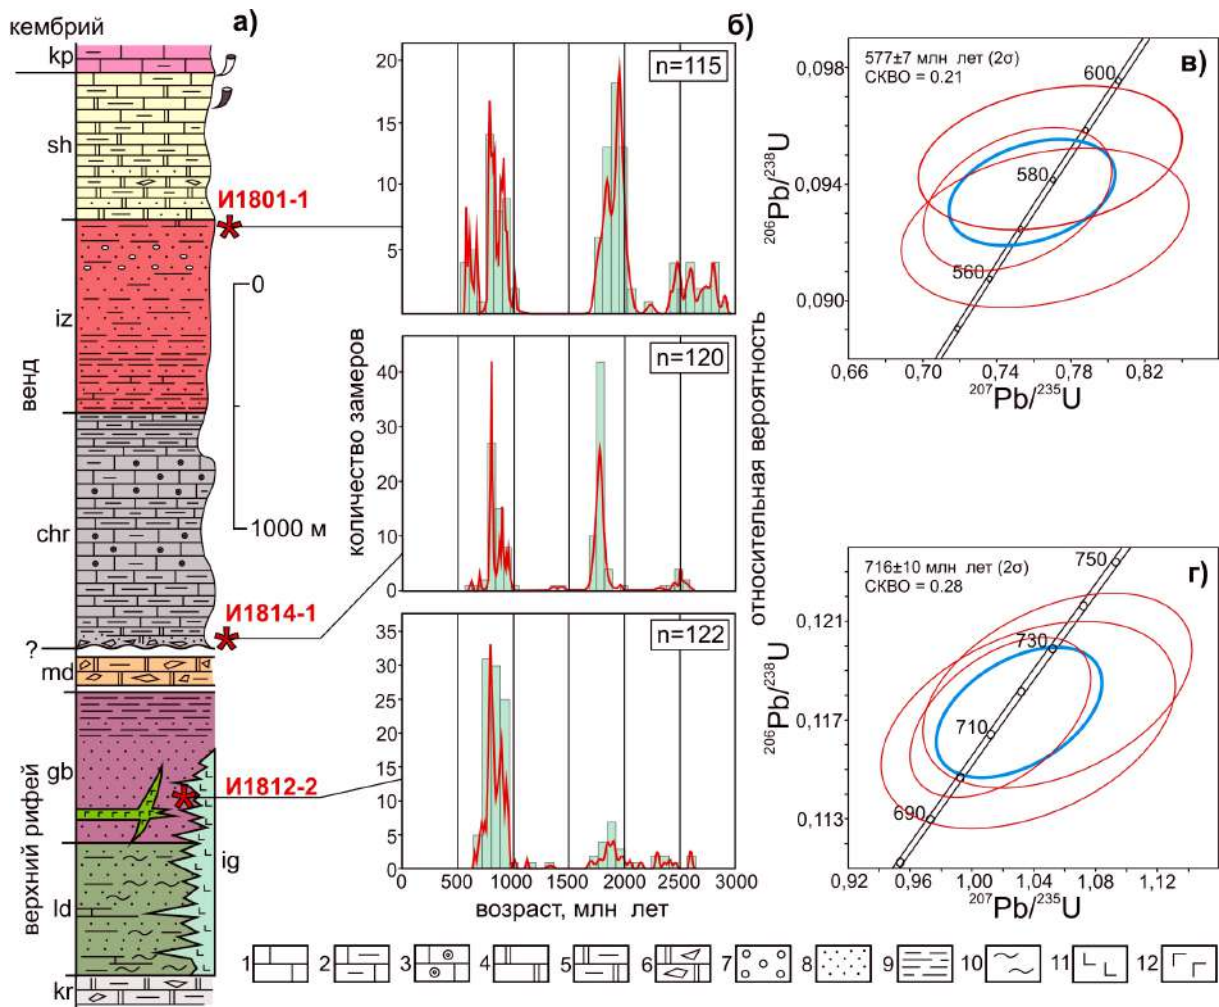 кембрий
а)
б)
kp
sh
И1801-1
iz
венд
0
1000 м
chr
И1814-1
?
md
gb
И1812-2
верхний рифей
ld
ig
kr
количество замеров
относительная вероятность
n=115
20
15
10
5
n=120
40
30
20
10
0
n=122
35
30
25
20
15
10
5
0
0 500 1000 1500 2000 2500 3000
возраст, млн лет
в)
577±7 млн лет (2σ)
СКВО = 0.21
600
580
560
0,098
0,094
0,090
206Pb/238U
0,66 0,70 0,74 0,78 0,82
207Pb/235U
г)
716±10 млн лет (2σ)
СКВО = 0.28
750
730
710
690
0,121
0,117
0,113
206Pb/238U
0,92 0,96 1,00 1,04 1,08 1,12
207Pb/235U
1 2 3 4 5 6 7 8 9 10 11 12